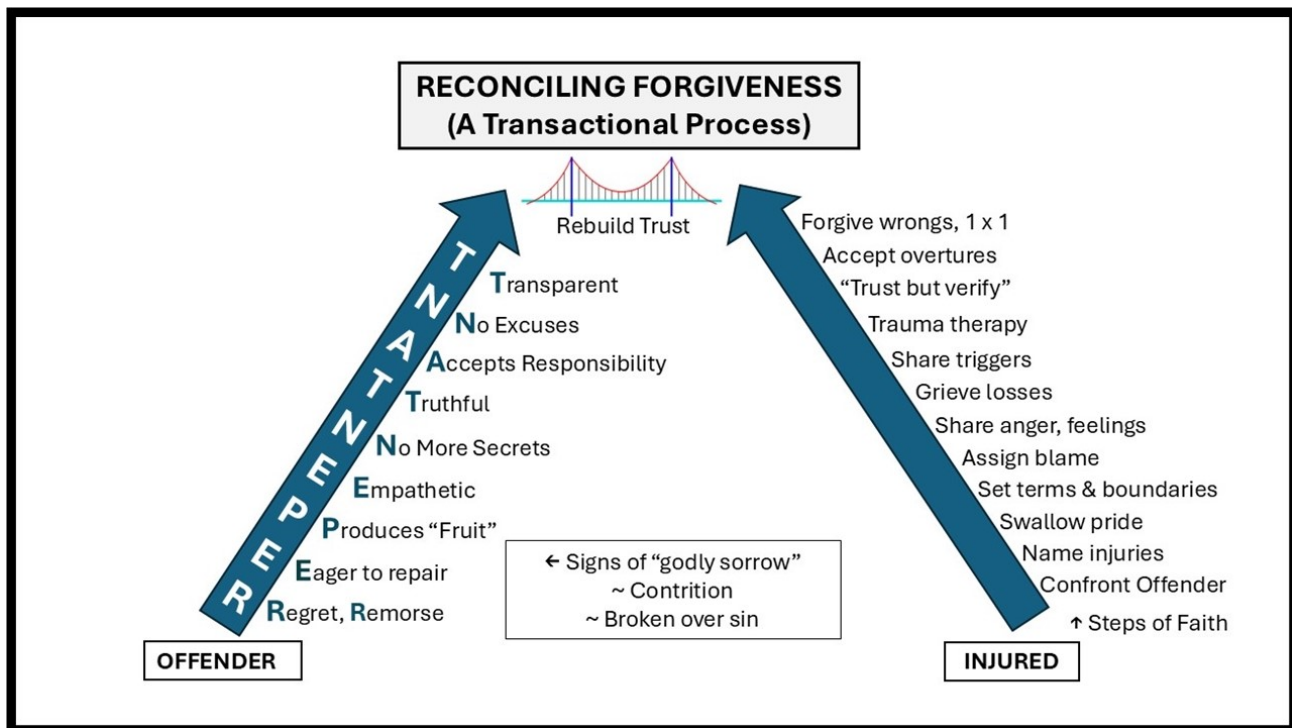 RECONCILING FORGIVENESS
(A Transactional Process)
Rebuild Trust
REPENTANT
Transparent
No Excuses
Accepts Responsibility
Truthful
No More Secrets
Empathetic
Produces “Fruit”
Eager to repair
Regret, Remorse
OFFENDER
← Signs of “godly sorrow”
~ Contrition
~ Broken over sin
Forgive wrongs, 1 x 1
Accept overtures
“Trust but verify”
Trauma therapy
Share triggers
Grieve losses
Share anger, feelings
Assign blame
Set terms & boundaries
Swallow pride
Name injuries
Confront Offender
↑ Steps of Faith
INJURED